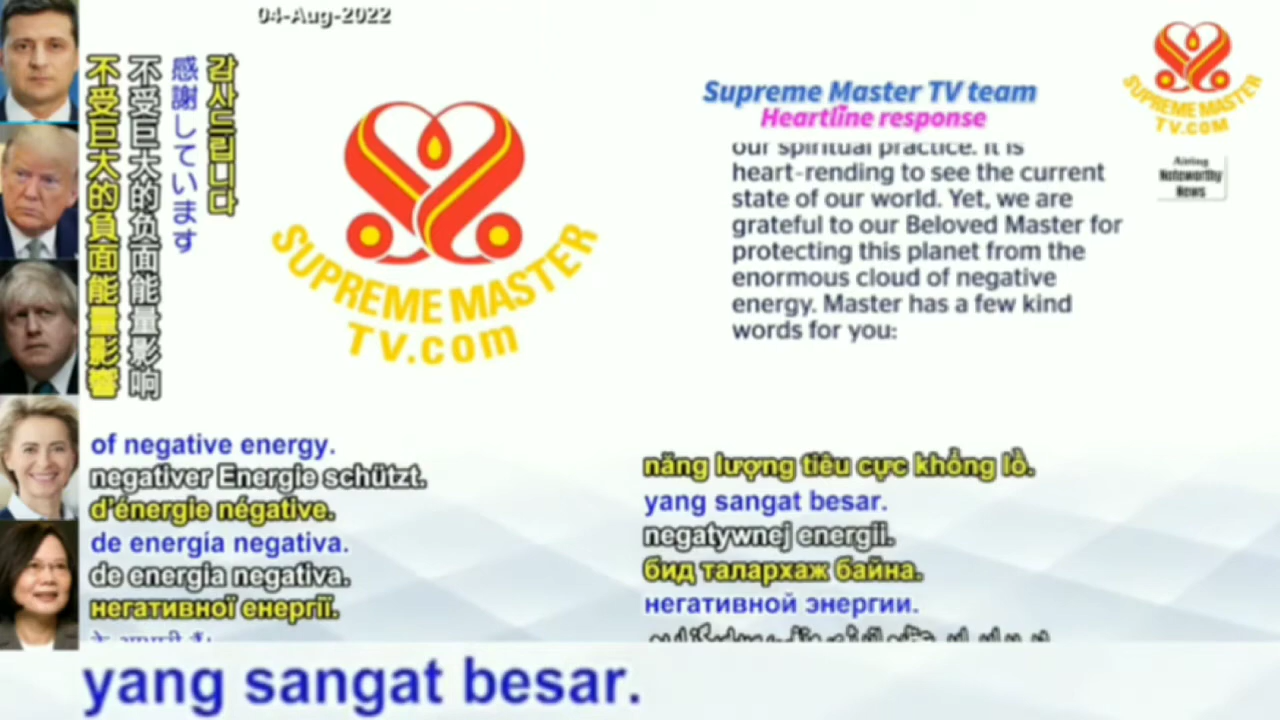 04-Aug-2022
감사드립니다
感謝しています
不受巨大的负面能量影响
不受巨大的負面能量影響
SUPREME MASTER
TV.com
Supreme Master TV team
Heartline response
our spiritual practice. It is
heart-rending to see the current
state of our world. Yet, we are
grateful to our Beloved Master for
protecting this planet from the
enormous cloud of negative
energy. Master has a few kind
words for you:
SUPREME MASTER
TV.COM
Airing
Noteworthy
News
of negative energy.
negativer Energie schützt.
d'énergie négative.
de energía negativa.
de energia negativa.
негативної енергії.
năng lượng tiêu cực khổng lồ.
yang sangat besar.
negatywnej energii.
бид талархаж байна.
негативной энергии.
yang sangat besar.